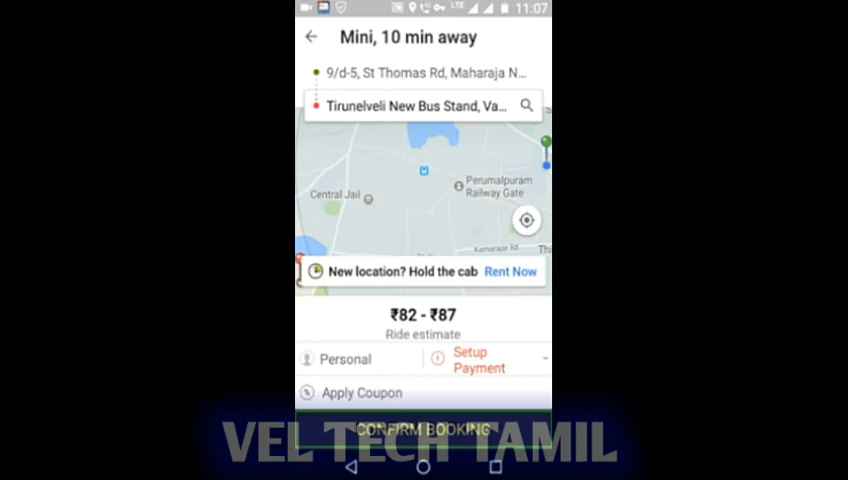 LTE 11:07
Mini, 10 min away
9/d-5, St Thomas Rd, Maharaja N...
Tirunelveli New Bus Stand, Va...
Perumalpuram
Railway Gate
Central Jail
Kamarajar Rd
Thi
New location? Hold the cab Rent Now
₹82 - ₹87
Ride estimate
Personal
Setup
Payment
Apply Coupon
CONFIRM BOOKING
VEL TECH TAMIL